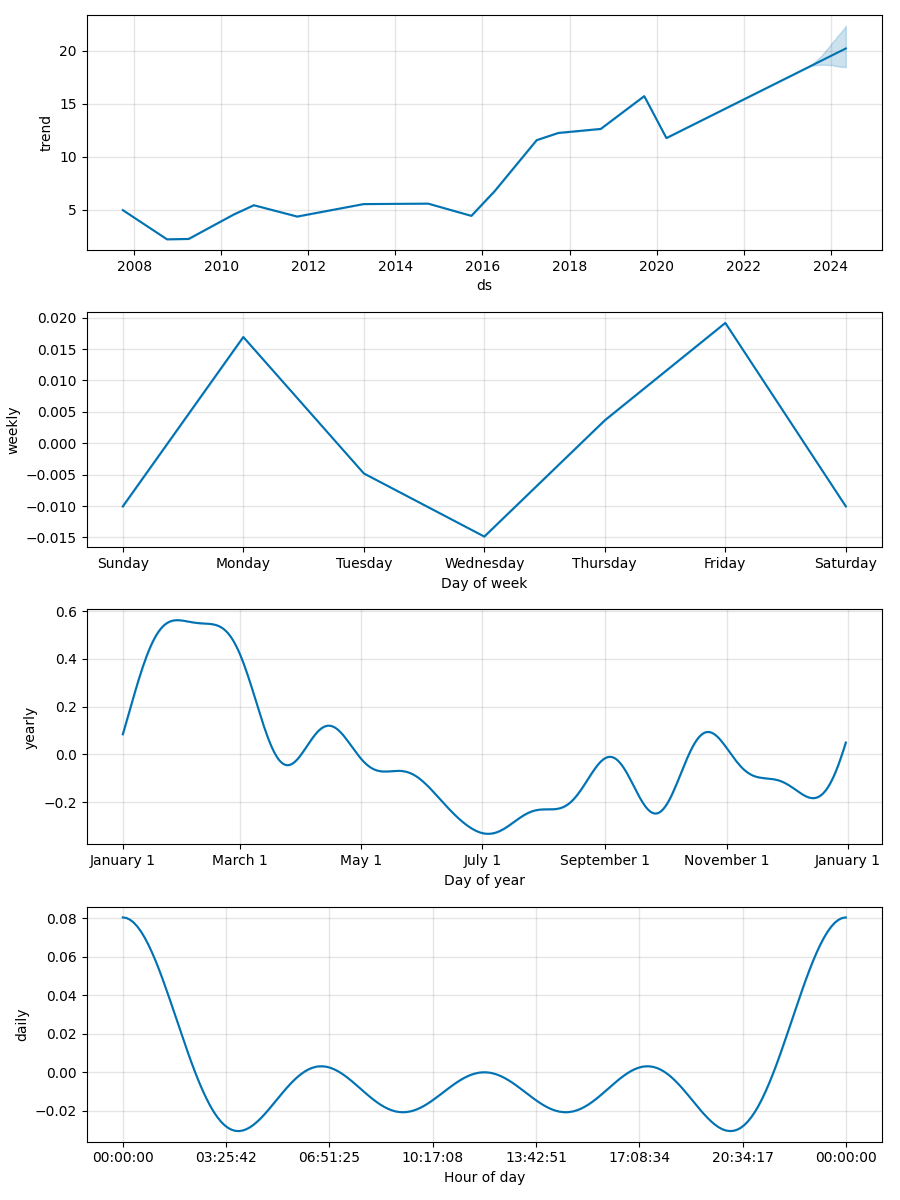 20
15
10
5
trend
2008 2010 2012 2014 2016 2018 2020 2022 2024
ds
0.020
0.015
0.010
0.005
0.000
−0.005
−0.010
−0.015
weekly
Sunday Monday Tuesday Wednesday Thursday Friday Saturday
Day of week
0.6
0.4
0.2
0.0
−0.2
yearly
January 1 March 1 May 1 July 1 September 1 November 1 January 1
Day of year
0.08
0.06
0.04
0.02
0.00
−0.02
daily
00:00:00 03:25:42 06:51:25 10:17:08 13:42:51 17:08:34 20:34:17 00:00:00
Hour of day